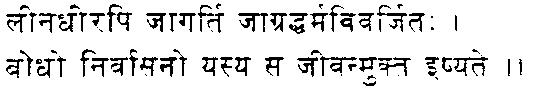 लीनधीरपि जागर्ति जाग्रद्धर्मविवर्जितः ।
बोधो निर्वासनो यस्य स जीवन्मुक्त इष्यते ।।